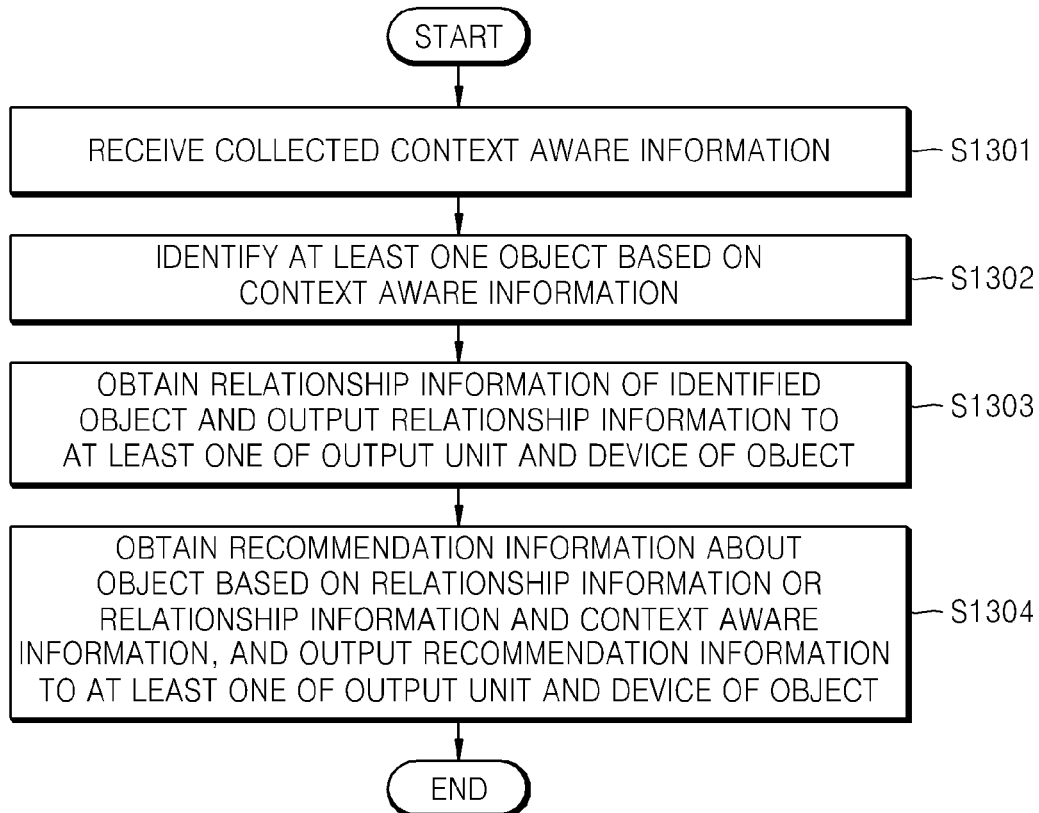 START
RECEIVE COLLECTED CONTEXT AWARE INFORMATION
S1301
IDENTIFY AT LEAST ONE OBJECT BASED ON
CONTEXT AWARE INFORMATION
S1302
OBTAIN RELATIONSHIP INFORMATION OF IDENTIFIED
OBJECT AND OUTPUT RELATIONSHIP INFORMATION TO
AT LEAST ONE OF OUTPUT UNIT AND DEVICE OF OBJECT
S1303
OBTAIN RECOMMENDATION INFORMATION ABOUT
OBJECT BASED ON RELATIONSHIP INFORMATION OR
RELATIONSHIP INFORMATION AND CONTEXT AWARE
INFORMATION, AND OUTPUT RECOMMENDATION INFORMATION
TO AT LEAST ONE OF OUTPUT UNIT AND DEVICE OF OBJECT
S1304
END